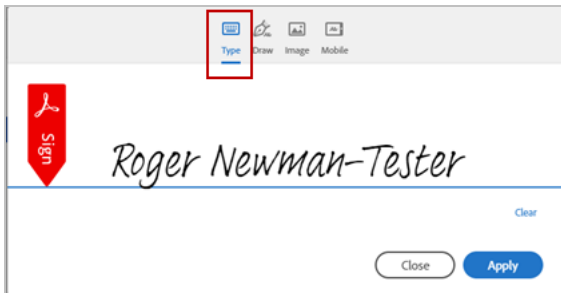 Type Draw Image Mobile
Sign
Roger Newman-Tester
Clear
Close Apply